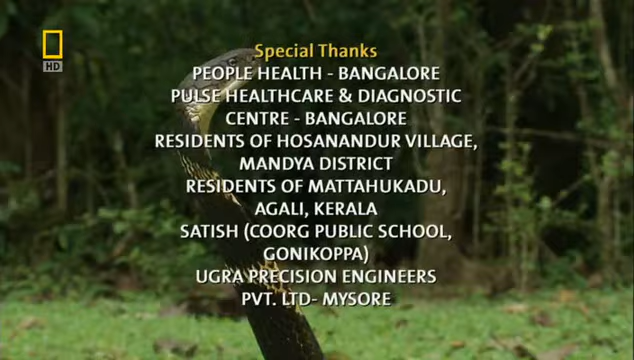 HD
Special Thanks
PEOPLE HEALTH - BANGALORE
PULSE HEALTHCARE & DIAGNOSTIC
CENTRE - BANGALORE
RESIDENTS OF HOSANANDUR VILLAGE,
MANDYA DISTRICT
RESIDENTS OF MATTAHUKADU,
AGALI, KERALA
SATISH (COORG PUBLIC SCHOOL,
GONIKOPPA)
UGRA PRECISION ENGINEERS
PVT. LTD- MYSORE